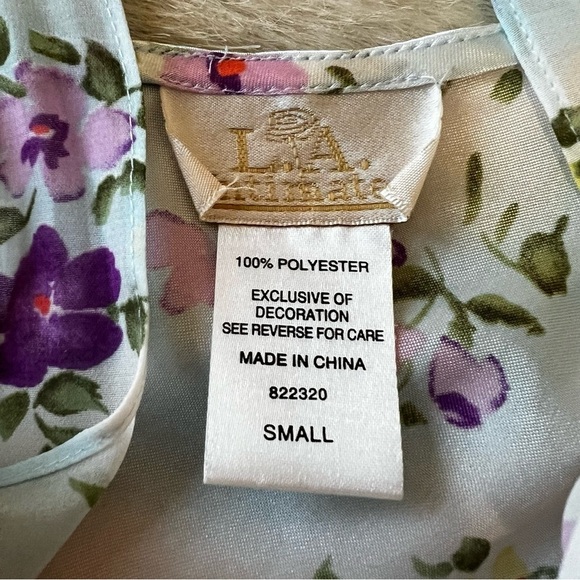 L.A.
Intimate
100% POLYESTER
EXCLUSIVE OF
DECORATION
SEE REVERSE FOR CARE
MADE IN CHINA
822320
SMALL